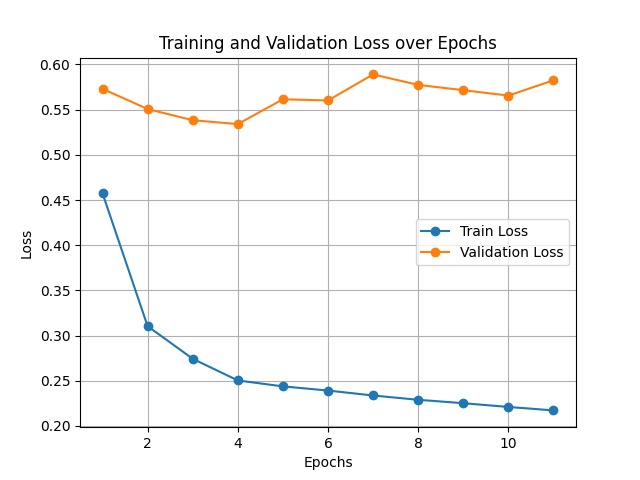 Training and Validation Loss over Epochs
0.60
0.55
0.50
0.45
0.40
0.35
0.30
0.25
0.20
Loss
Train Loss
Validation Loss
2 4 6 8 10
Epochs